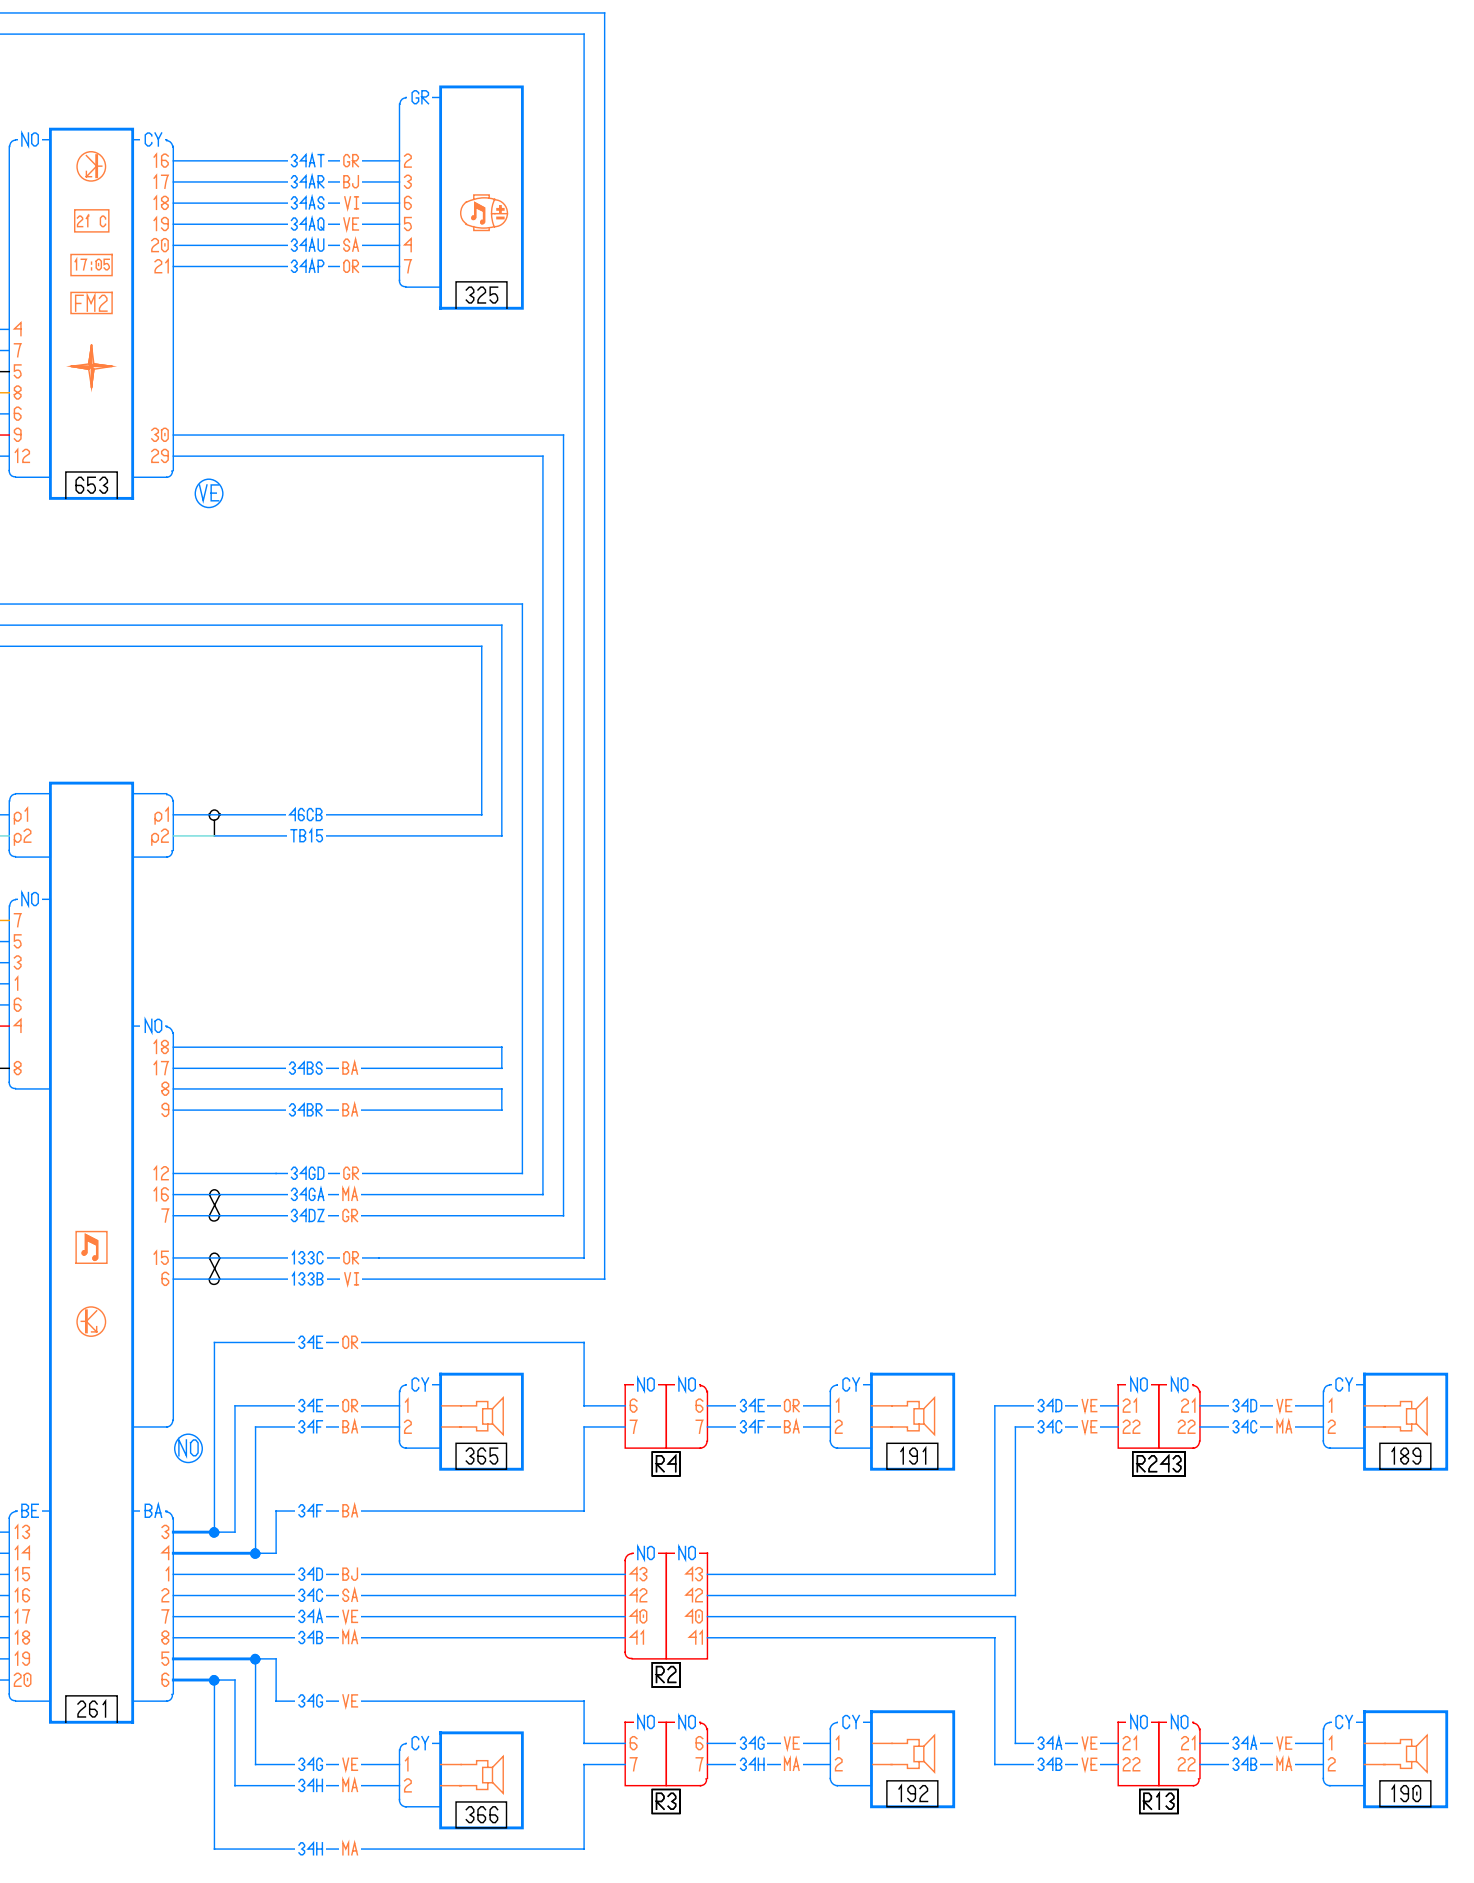 GR
NO CY
16 34AT GR 2
17 34AR BJ 3
18 34AS VI 6
21 C 19 34AQ VE 5
20 34AU SA 4
17:05 21 34AP OR 7
FM2 325
4
7
5
8
6
9 30
12 29
653 VE
p1 p1 46CB
p2 p2 TB15
NO
7
5
3
1
6
4 NO
18
8 17 34BS BA
8
9 34BR BA
12 34GD GR
16 34GA MA
7 34DZ GR
15 133C OR
6 133B VI
34E OR
CY NO NO CY NO NO CY
34E OR 1 6 6 34E OR 1 34D VE 21 21 34D VE 1
34F BA 2 7 7 34F BA 2 34C VE 22 22 34C MA 2
NO 365 R4 191 R243 189
BE BA 34F BA
13 3
14 4 NO NO
15 1 34D BJ 43 43
16 2 34C SA 42 42
17 7 34A VE 40 40
18 8 34B MA 41 41
19 5
20 6 R2
261 34G VE
NO NO CY NO NO CY
CY 6 6 34G VE 1 34A VE 21 21 34A VE 1
34G VE 1 7 7 34H MA 2 34B VE 22 22 34B MA 2
34H MA 2
366 R3 192 R13 190
34H MA